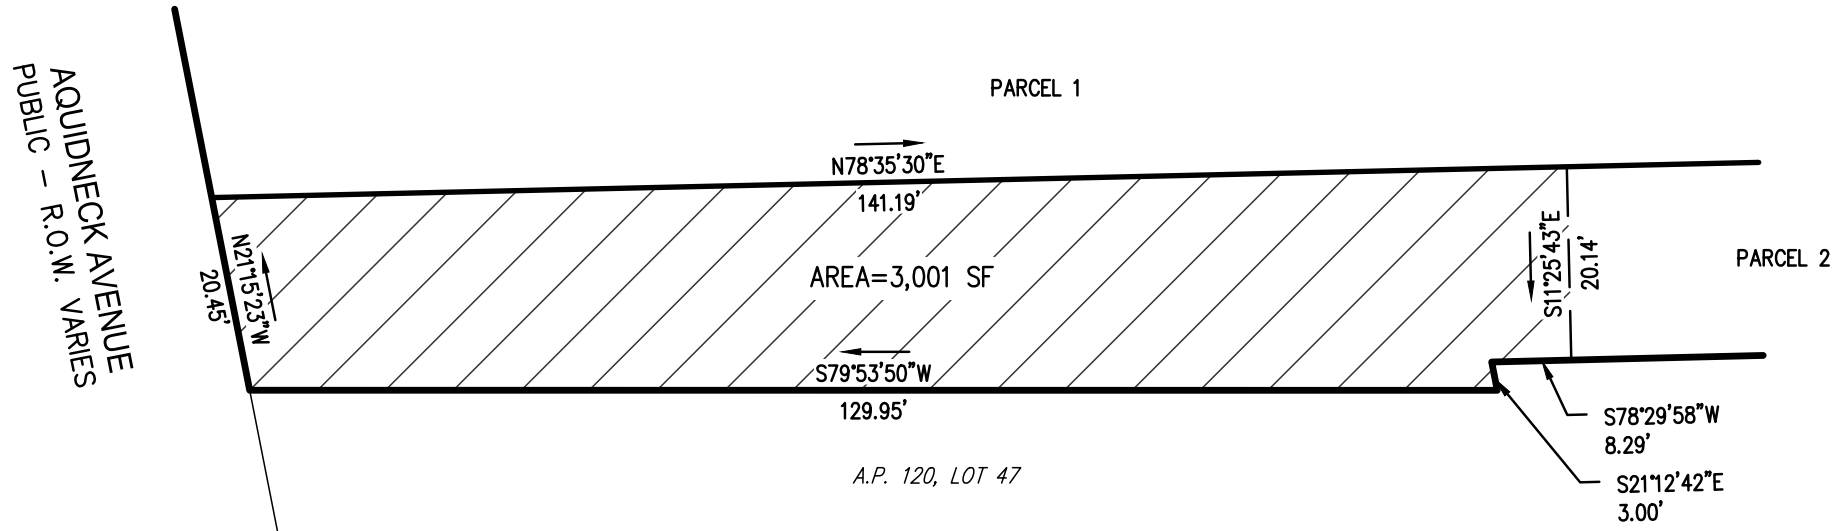 AQUIDNECK AVENUE
PUBLIC - R.O.W. VARIES
PARCEL 1
N78°35'30"E
141.19'
N21°15'23"W
20.45'
AREA=3,001 SF
S11°25'43"E
20.14'
PARCEL 2
S79°53'50"W
129.95'
S78°29'58"W
8.29'
S21°12'42"E
3.00'
A.P. 120, LOT 47